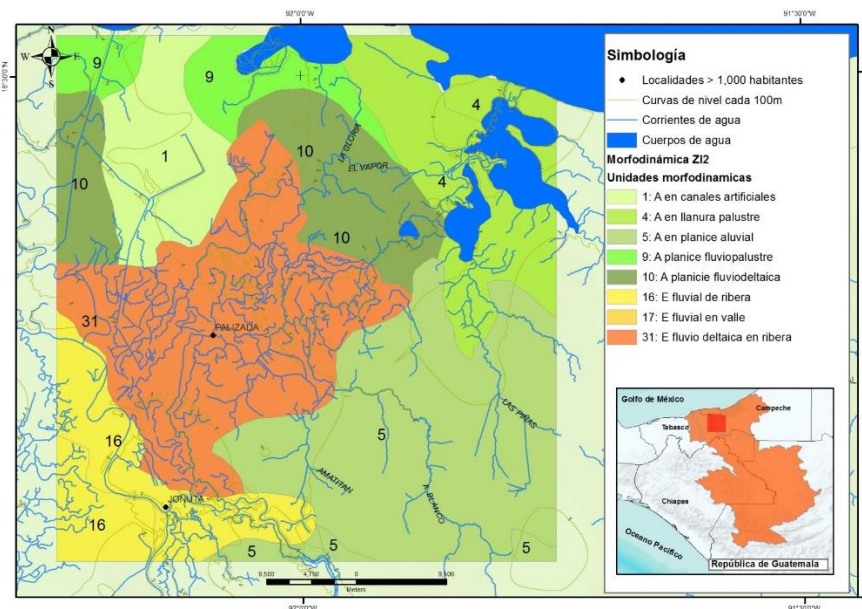 92°0'0"W
91°30'0"W
18°30'0"N
N
W
E
S
9
9
4
1
10
10
4
10
31
16
16
5
5
5
5
LA GLORIA
EL VAPOR
PALIZADA
LAS PIÑAS
AMATITAN
A. BLANCO
JONUTA
9,500
4,750
0
9,500
Meters
92°0'0"W
91°30'0"W
Simbología
Localidades > 1,000 habitantes
Curvas de nivel cada 100m
Corrientes de agua
Cuerpos de agua
Morfodinámica ZI2
Unidades morfodinamicas
1: A en canales artificiales
4: A en llanura palustre
5: A en planice aluvial
9: A planice fluviopalustre
10: A planicie fluviodeltaica
16: E fluvial de ribera
17: E fluvial en valle
31: E fluvio deltaica en ribera
Golfo de México
Campeche
Tabasco
Chiapas
Oceano Pacífico
República de Guatemala